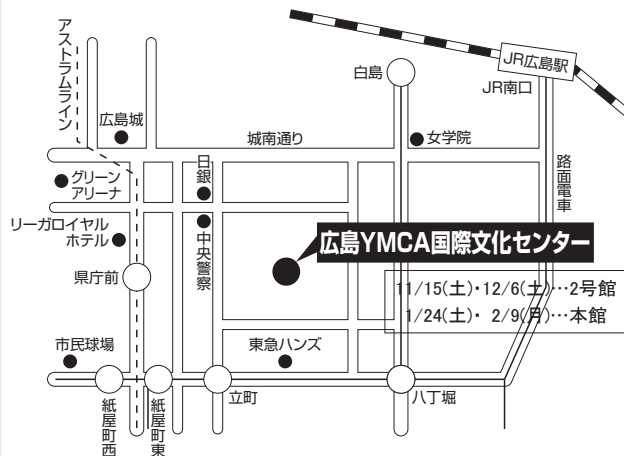 アストラムライン
JR広島駅
白島
JR南口
広島城
城南通り
女学院
日銀
グリーン
アリーナ
路面電車
リーガロイヤル
ホテル
中央警察
広島YMCA国際文化センター
県庁前
11/15(土)・12/6(土)…2号館
1/24(土)・ 2/9(月)…本館
市民球場
東急ハンズ
立町
八丁堀
紙屋町西
紙屋町東